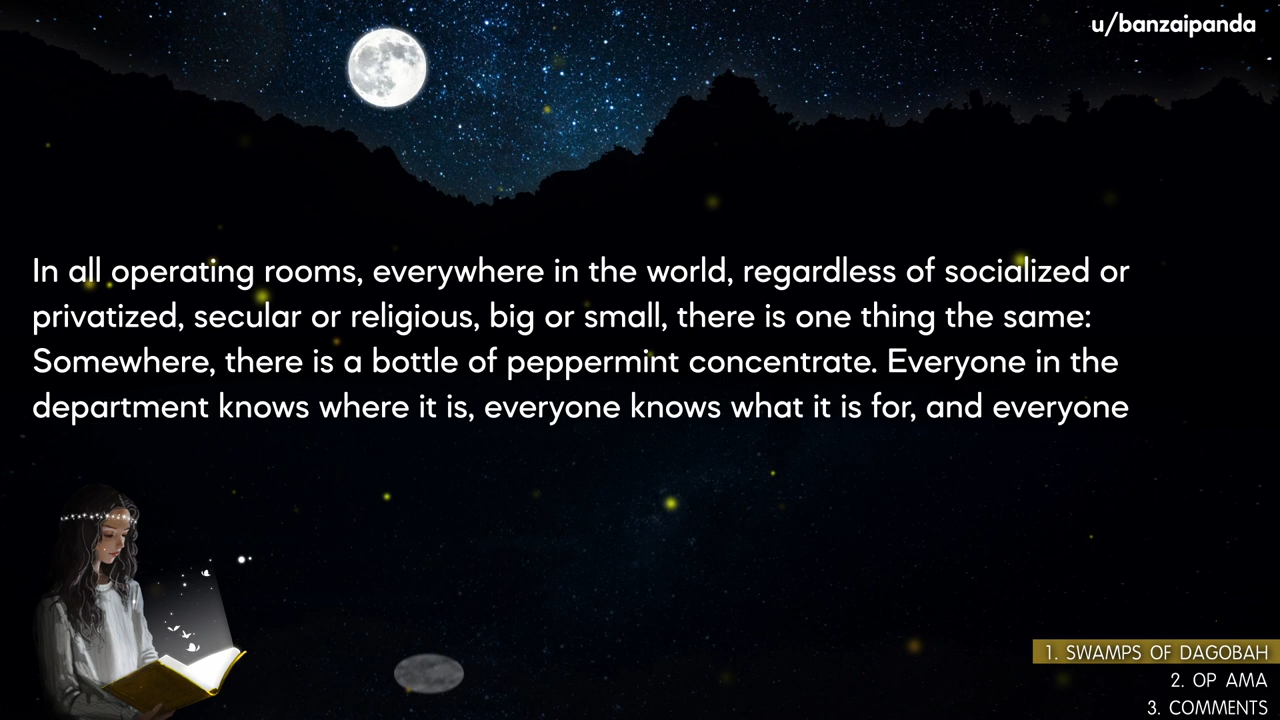 u/banzaipanda
In all operating rooms, everywhere in the world, regardless of socialized or
privatized, secular or religious, big or small, there is one thing the same:
Somewhere, there is a bottle of peppermint concentrate. Everyone in the
department knows where it is, everyone knows what it is for, and everyone
1. SWAMPS OF DAGOBAH
2. OP AMA
3. COMMENTS